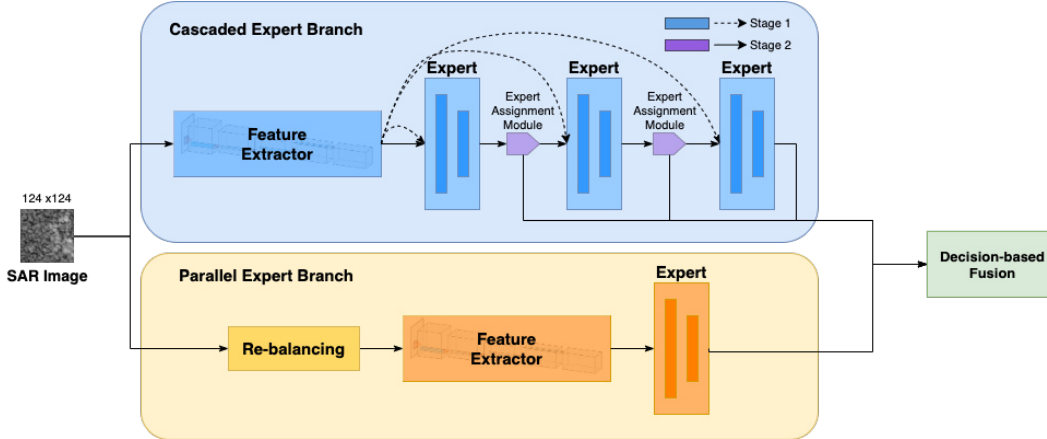 Cascaded Expert Branch
Stage 1
Stage 2
Expert
Expert
Expert
Expert
Assignment
Module
Expert
Assignment
Module
Feature
Extractor
124 x124
SAR Image
Parallel Expert Branch
Expert
Re-balancing
Feature
Extractor
Decision-based
Fusion